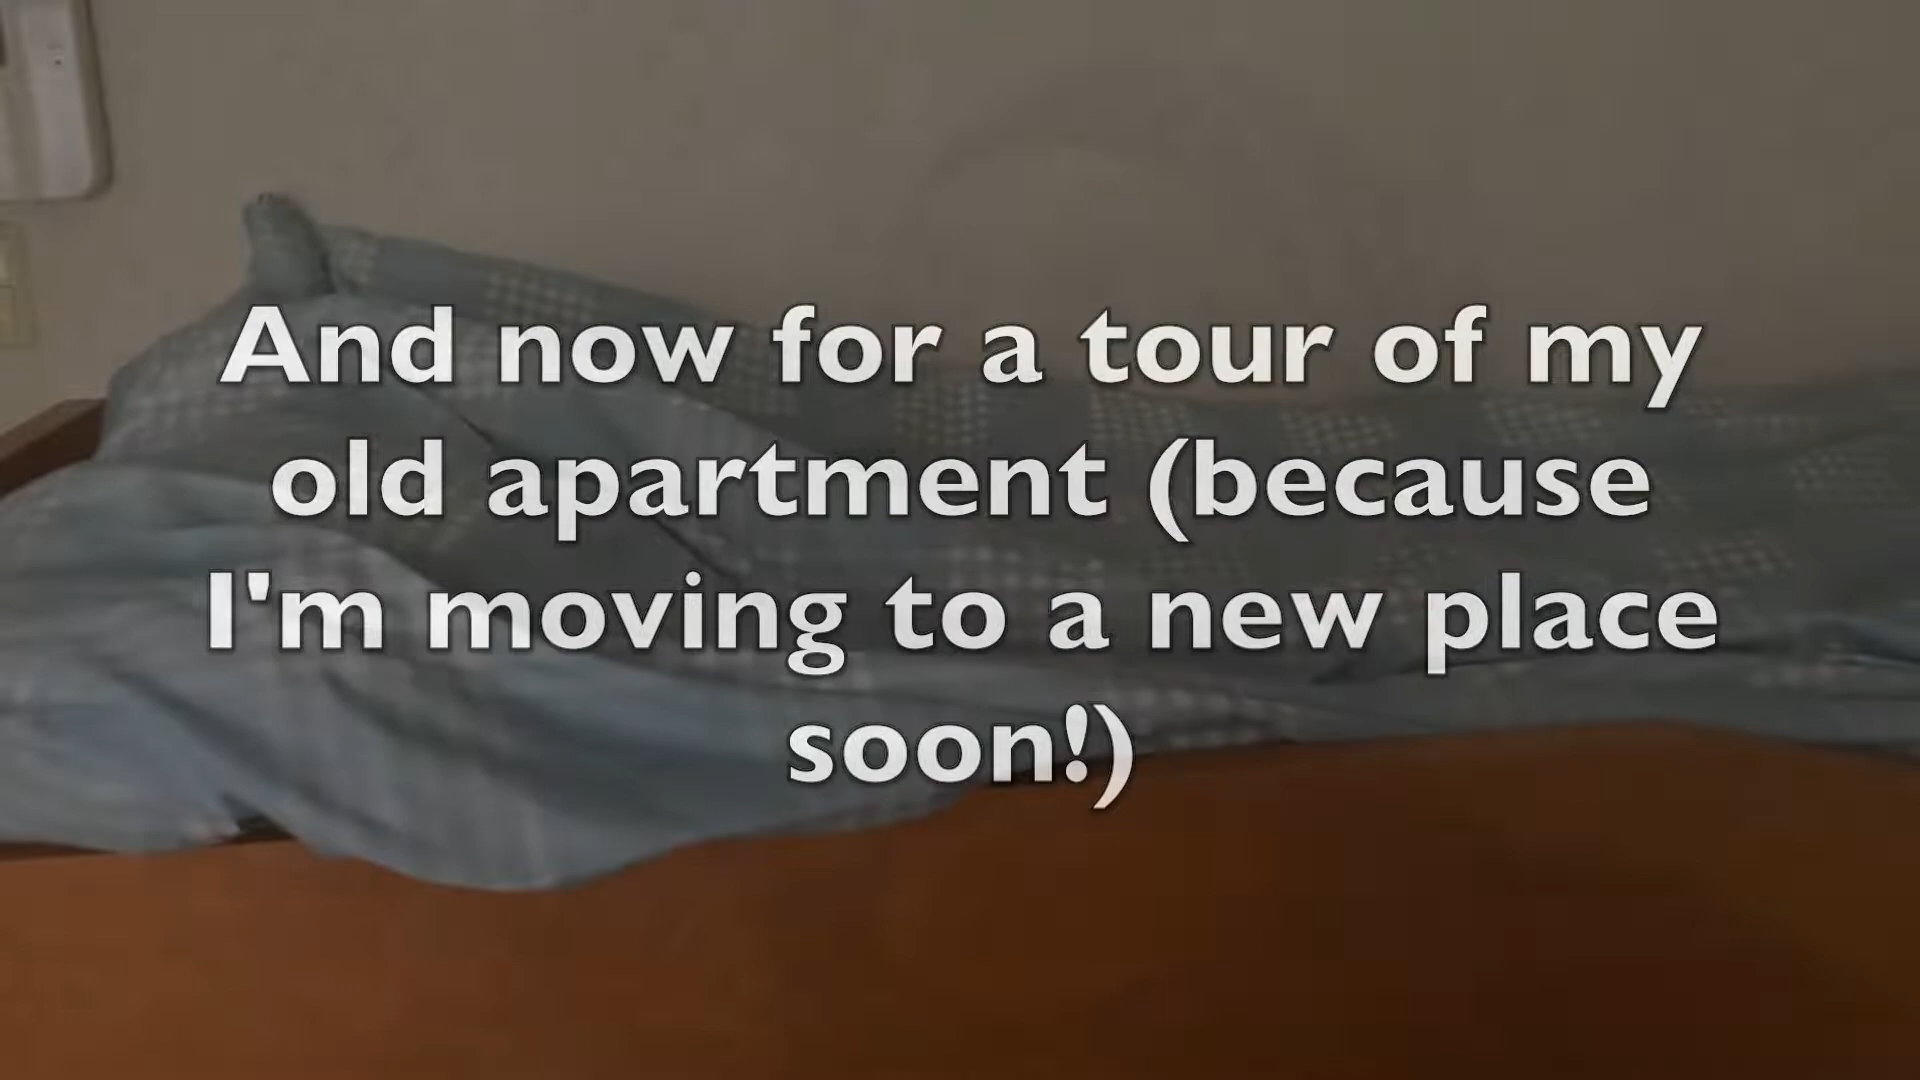 And now for a tour of my
old apartment (because
I'm moving to a new place
soon!)